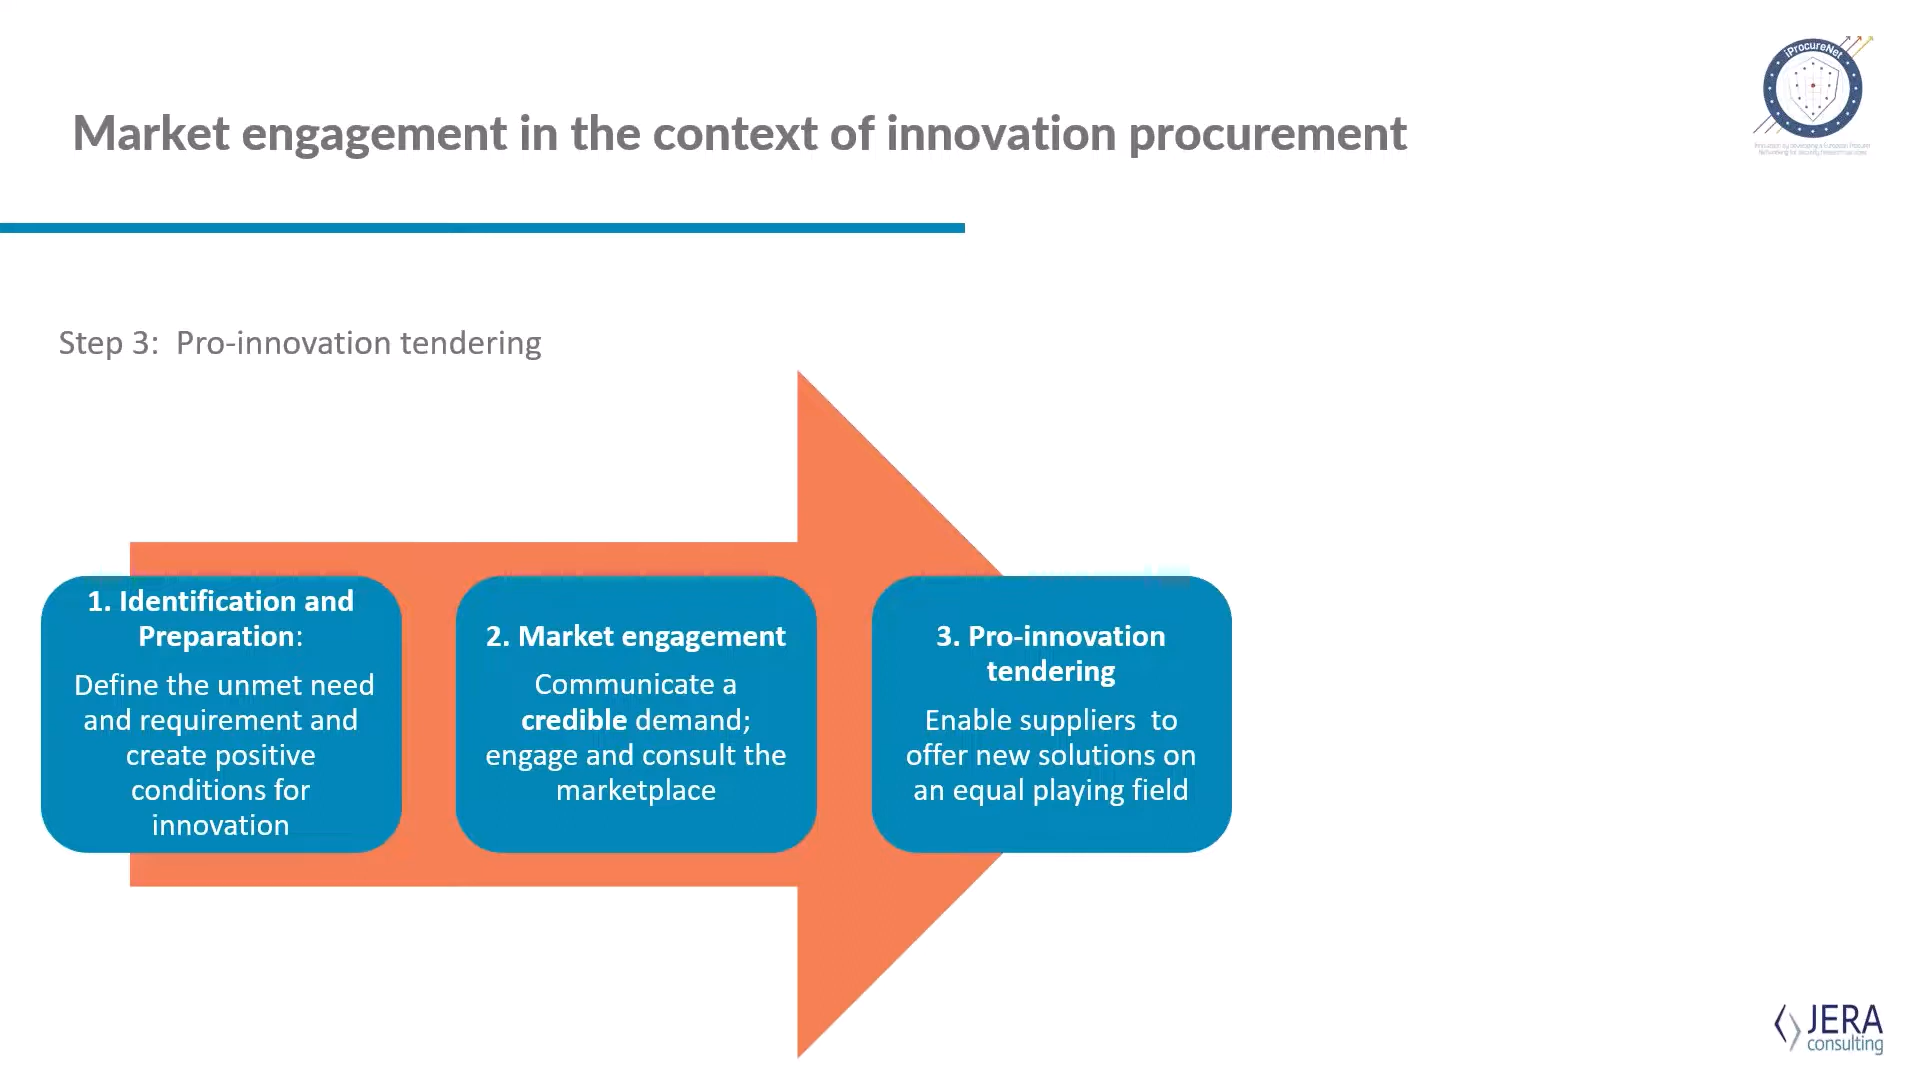 iProcureNet
Market engagement in the context of innovation procurement
Step 3: Pro-innovation tendering
1. Identification and
Preparation:
Define the unmet need
and requirement and
create positive
conditions for
innovation
2. Market engagement
Communicate a
credible demand;
engage and consult the
marketplace
3. Pro-innovation
tendering
Enable suppliers to
offer new solutions on
an equal playing field
JERA
consulting